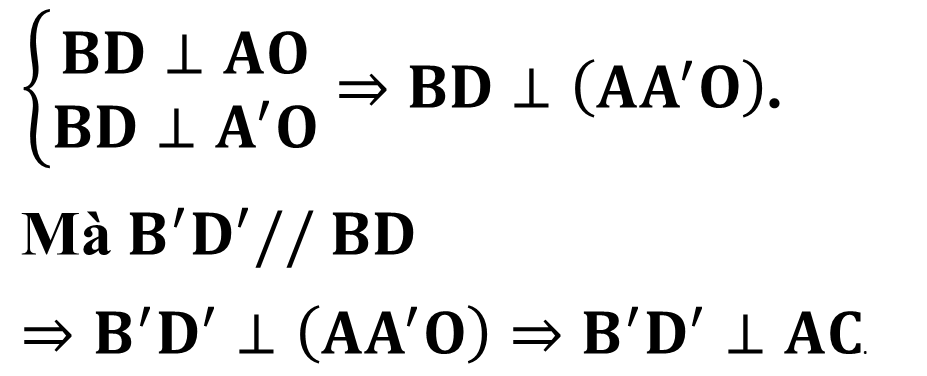 {BD ⊥ AO
BD ⊥ A′O ⇒ BD ⊥ (AA′O).
Mà B′D′// BD
⇒ B′D′ ⊥ (AA′O) ⇒ B′D′ ⊥ AC.